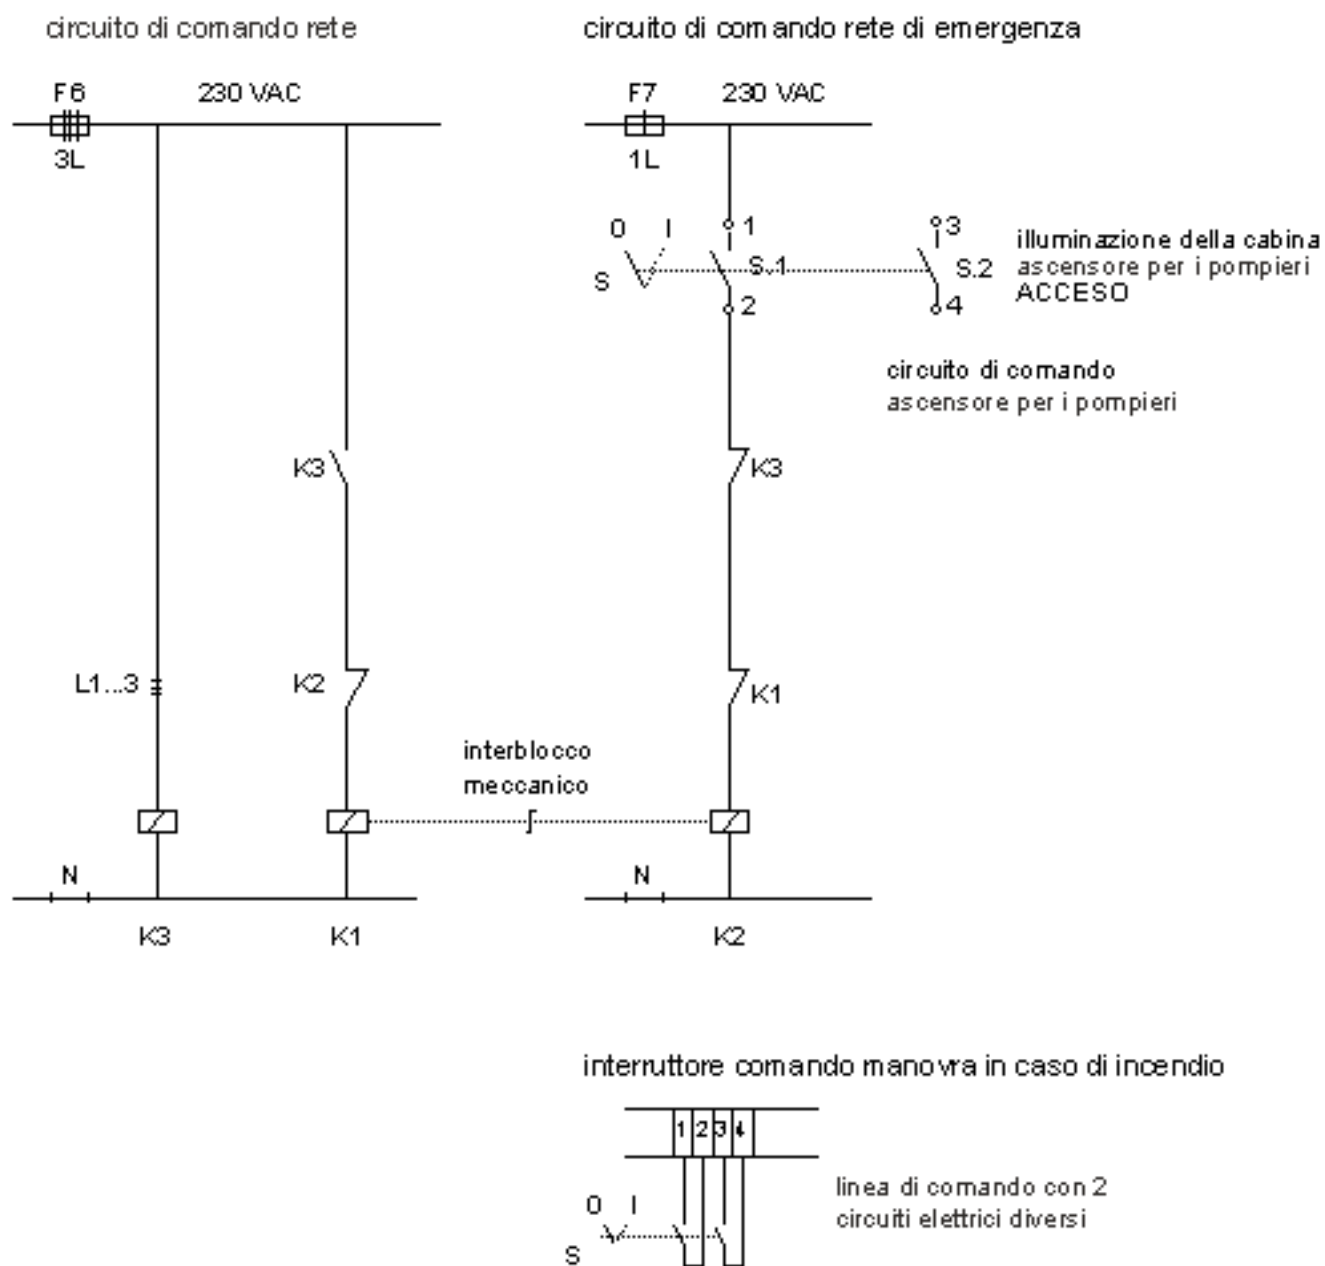 circuito di comando rete
circuito di comando rete di emergenza
F6
230 VAC
3L
F7
230 VAC
1L
O I
S
1
S.1
2
3
S.2
4
illuminazione della cabina
ascensore per i pompieri
ACCESO
circuito di comando
ascensore per i pompieri
K3
K3
L1...3
K2
K1
interblocco
meccanico
N
N
K3
K1
K2
interruttore comando manovra in caso di incendio
1 2 3 4
O I
S
linea di comando con 2
circuiti elettrici diversi